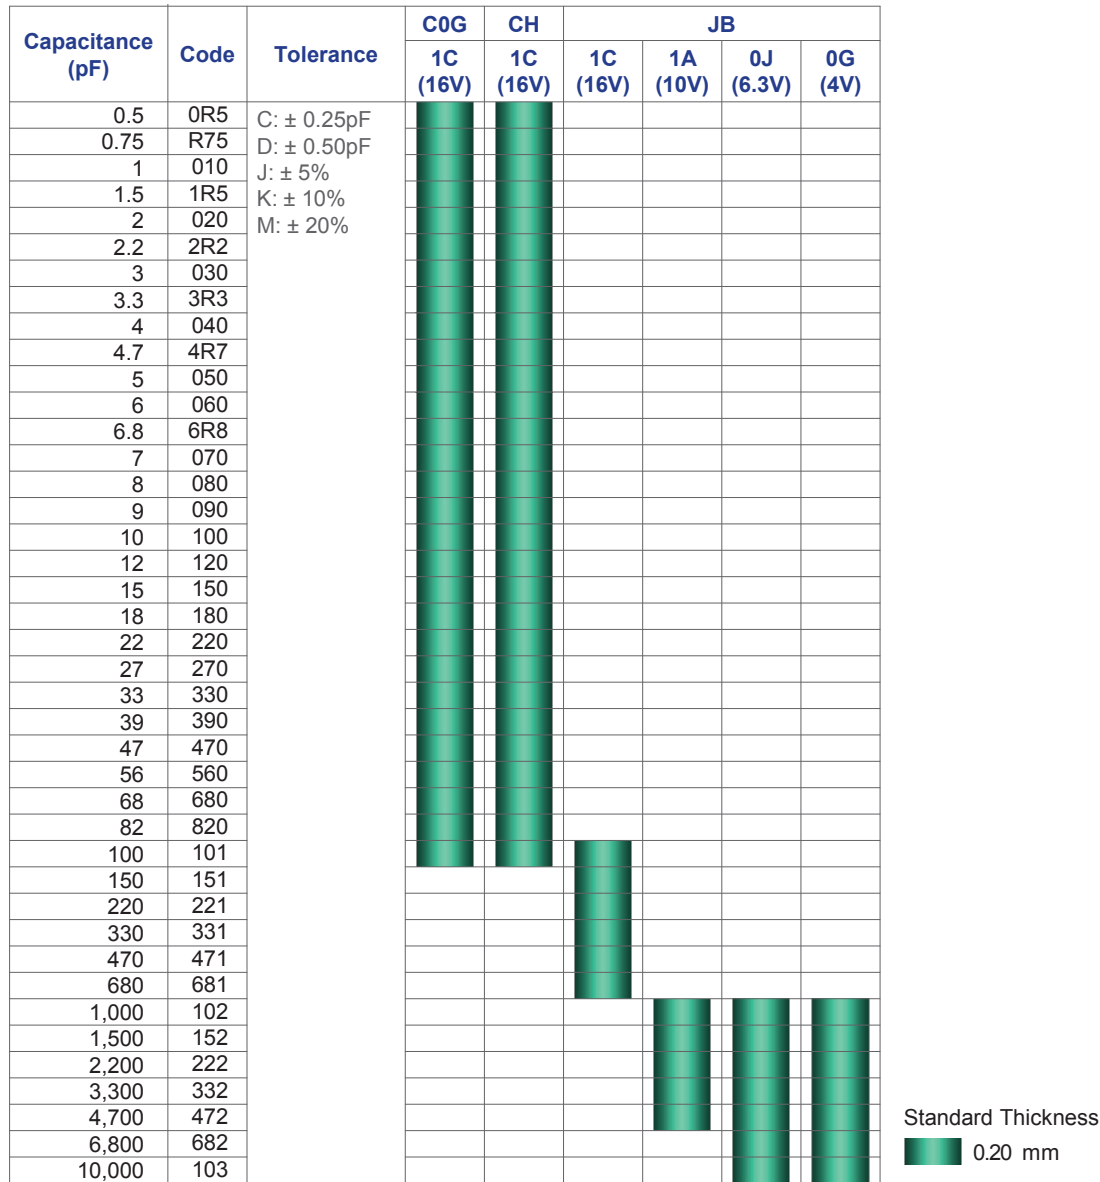 Capacitance (pF) Code Tolerance C0G CH JB
1C (16V) 1C (16V) 1C (16V) 1A (10V) 0J (6.3V) 0G (4V)
0.5 0R5 C: ± 0.25pF
0.75 R75 D: ± 0.50pF
1 010 J: ± 5%
1.5 1R5 K: ± 10%
2 020 M: ± 20%
2.2 2R2
3 030
3.3 3R3
4 040
4.7 4R7
5 050
6 060
6.8 6R8
7 070
8 080
9 090
10 100
12 120
15 150
18 180
22 220
27 270
33 330
39 390
47 470
56 560
68 680
82 820
100 101
150 151
220 221
330 331
470 471
680 681
1,000 102
1,500 152
2,200 222
3,300 332
4,700 472
6,800 682
10,000 103
Standard Thickness
0.20 mm